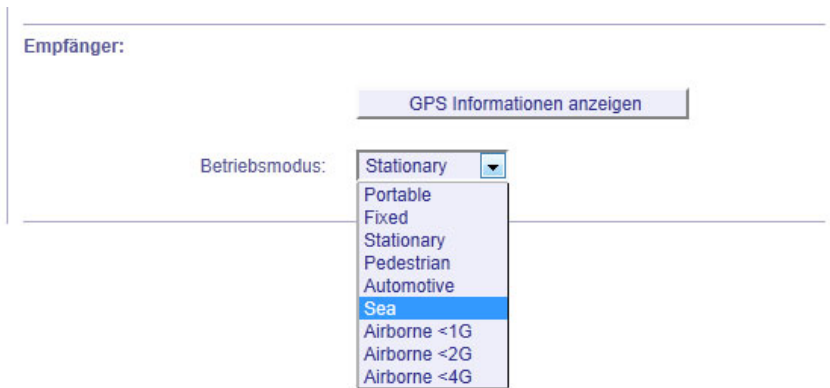 Empfänger:
GPS Informationen anzeigen
Betriebsmodus: Stationary
Portable
Fixed
Stationary
Pedestrian
Automotive
Sea
Airborne <1G
Airborne <2G
Airborne <4G